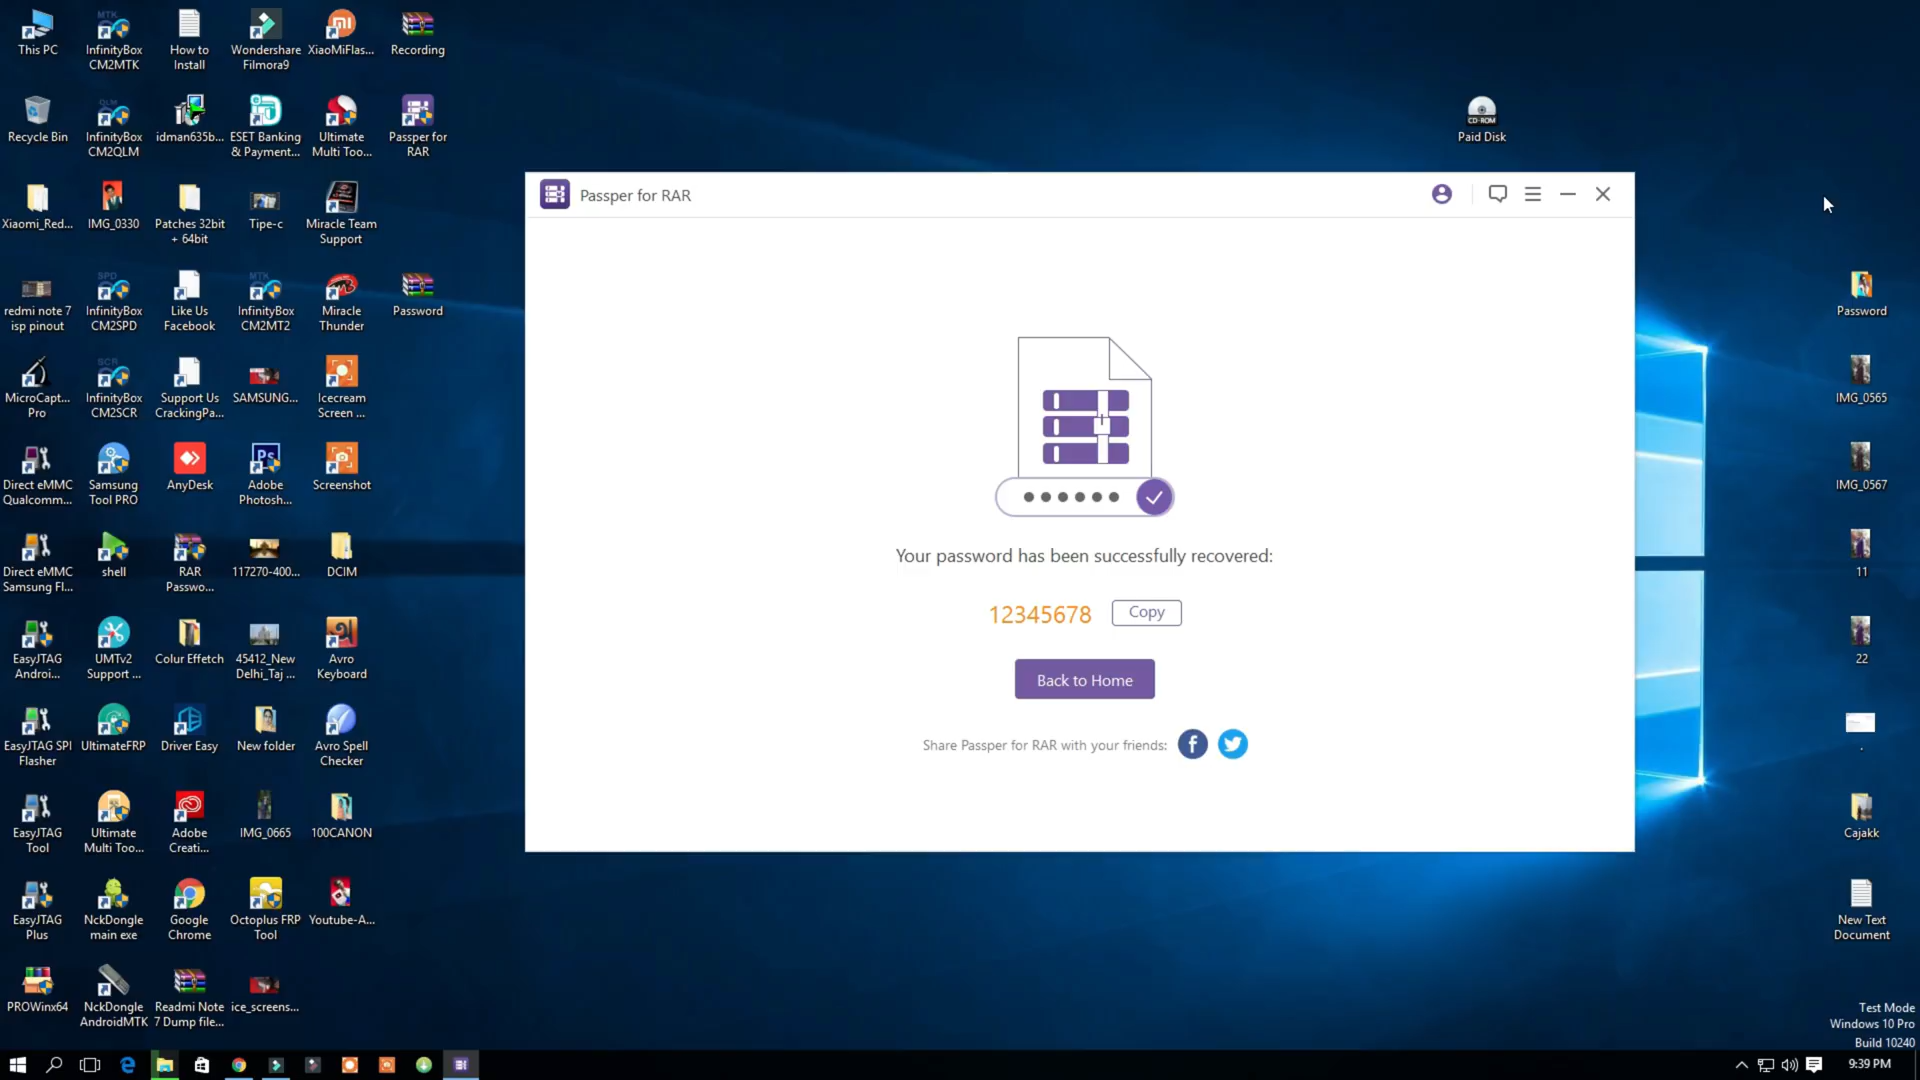 This PC
InfinityBox
CM2MTK
How to
Install
Wondershare
Filmora9
XiaoMiFlas...
Recording
Recycle Bin
InfinityBox
CM2QLM
idman635b...
ESET Banking
& Payment...
Ultimate
Multi Too...
Passper for
RAR
CD-ROM
Paid Disk
Xiaomi_Red...
IMG_0330
Patches 32bit
+ 64bit
Tipe-c
Miracle Team
Support
Passper for RAR
redmi note 7
isp pinout
InfinityBox
CM2SPD
Like Us
Facebook
InfinityBox
CM2MT2
Miracle
Thunder
Password
Password
MicroCapt...
Pro
InfinityBox
CM2SCR
Support Us
CrackingPa...
SAMSUNG...
Icecream
Screen ...
IMG_0565
Direct eMMC
Qualcomm...
Samsung
Tool PRO
AnyDesk
Adobe
Photosh...
Screenshot
IMG_0567
Your password has been successfully recovered:
Direct eMMC
Samsung Fl...
shell
RAR
Passwo...
117270-400...
DCIM
11
12345678
Copy
EasyJTAG
Androi...
UMTv2
Support ...
Colur Effetch
45412_New
Delhi_Taj ...
Avro
Keyboard
22
Back to Home
EasyJTAG SPI
Flasher
UltimateFRP
Driver Easy
New folder
Avro Spell
Checker
.
Share Passper for RAR with your friends:
EasyJTAG
Tool
Ultimate
Multi Too...
Adobe
Creati...
IMG_0665
100CANON
Cajakk
EasyJTAG
Plus
NckDongle
main exe
Google
Chrome
Octoplus FRP
Tool
Youtube-A...
New Text
Document
PROWinx64
NckDongle
AndroidMTK
Readmi Note
7 Dump file...
ice_screens...
Test Mode
Windows 10 Pro
Build 10240
9:39 PM